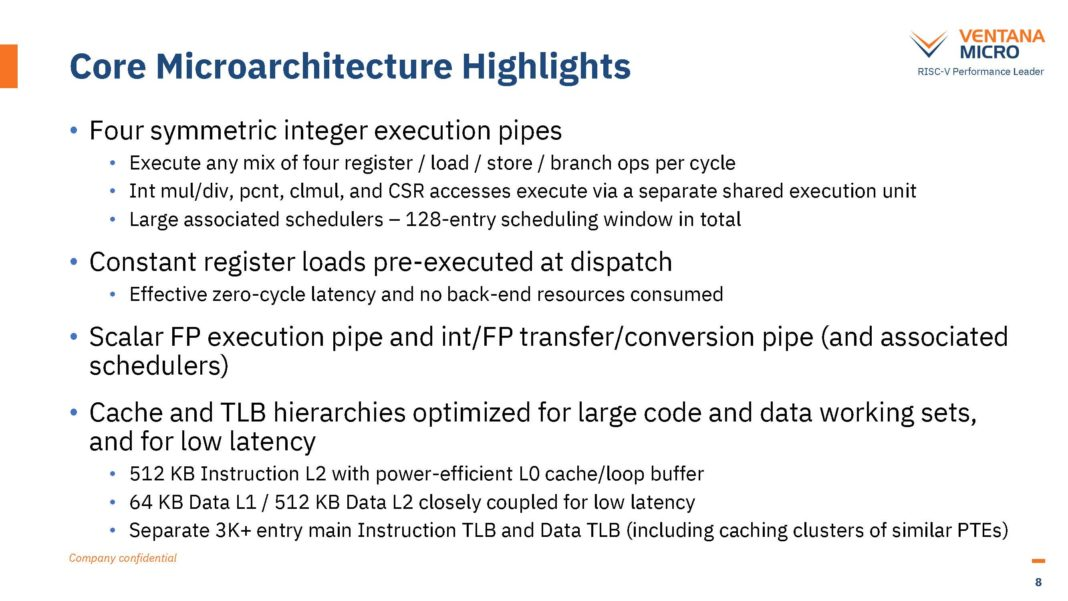 VENTANA
MICRO
RISC-V Performance Leader
Core Microarchitecture Highlights
• Four symmetric integer execution pipes
• Execute any mix of four register / load / store / branch ops per cycle
• Int mul/div, pcnt, clmul, and CSR accesses execute via a separate shared execution unit
• Large associated schedulers – 128-entry scheduling window in total
• Constant register loads pre-executed at dispatch
• Effective zero-cycle latency and no back-end resources consumed
• Scalar FP execution pipe and int/FP transfer/conversion pipe (and associated
schedulers)
• Cache and TLB hierarchies optimized for large code and data working sets,
and for low latency
• 512 KB Instruction L2 with power-efficient L0 cache/loop buffer
• 64 KB Data L1 / 512 KB Data L2 closely coupled for low latency
• Separate 3K+ entry main Instruction TLB and Data TLB (including caching clusters of similar PTEs)
Company confidential
8